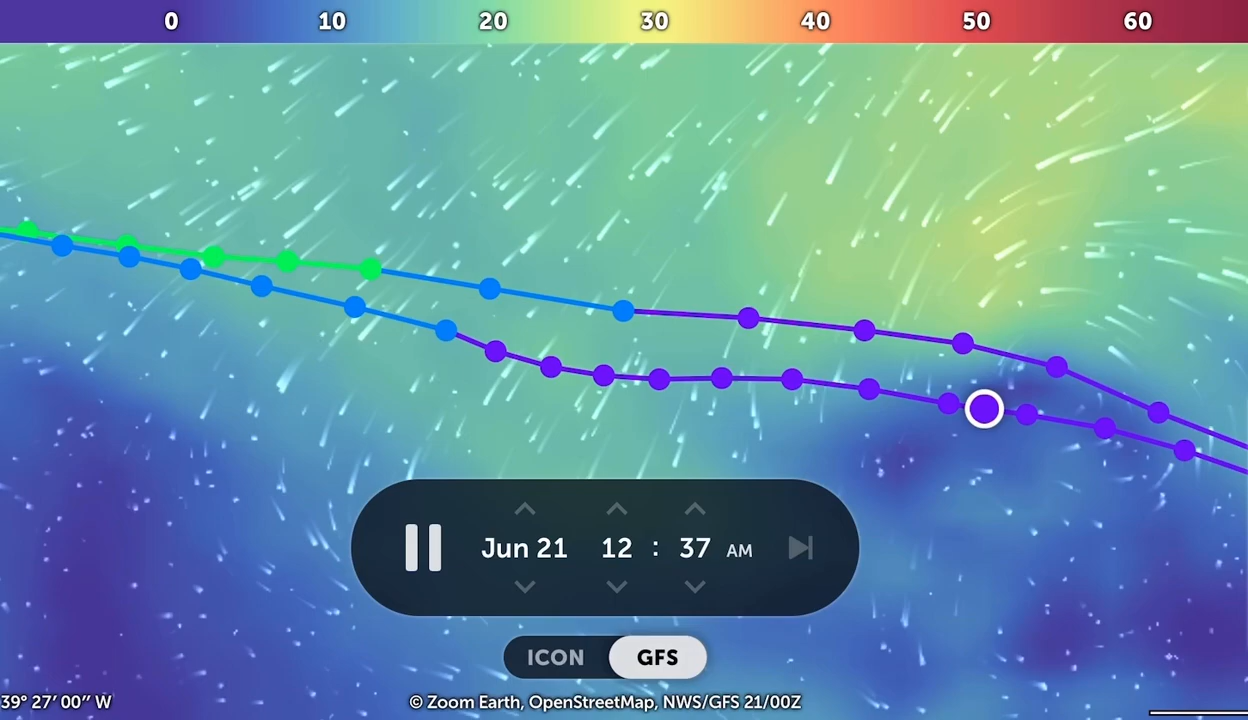 0 10 20 30 40 50 60
Jun 21 12 : 37 AM
ICON GFS
39° 27′ 00″ W
© Zoom Earth, OpenStreetMap, NWS/GFS 21/00Z